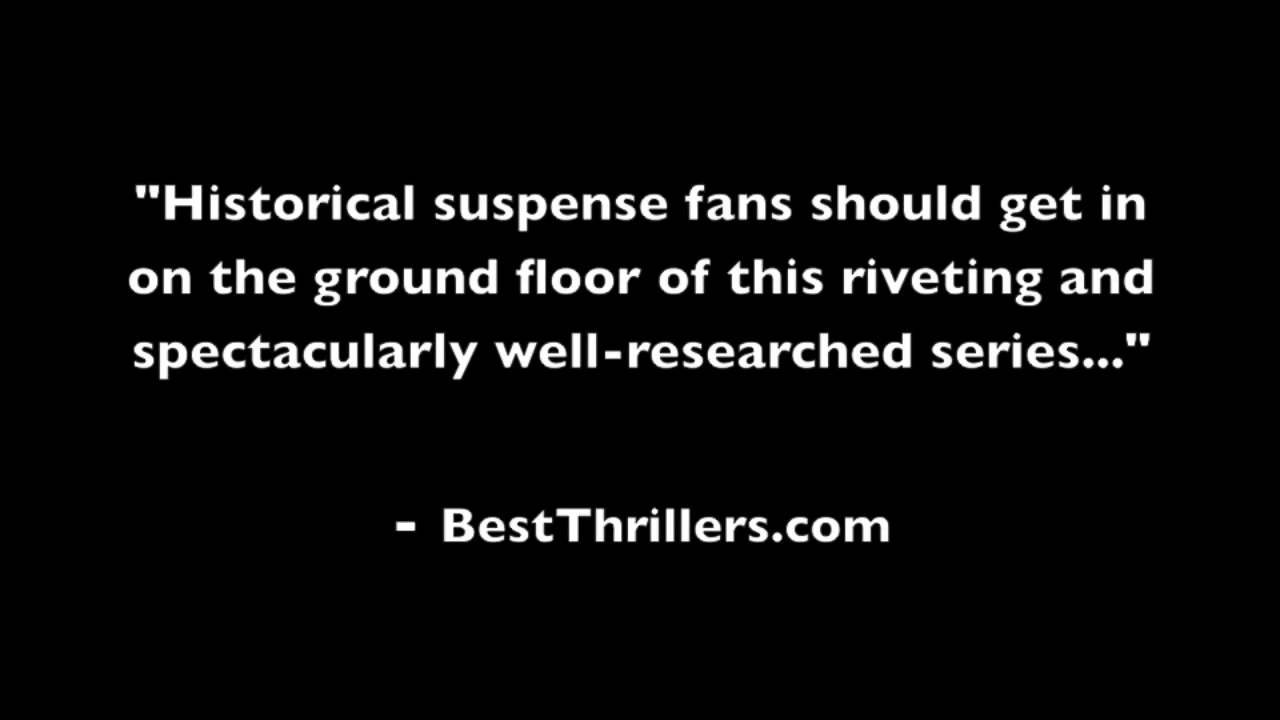 "Historical suspense fans should get in
on the ground floor of this riveting and
spectacularly well-researched series..."
- BestThrillers.com